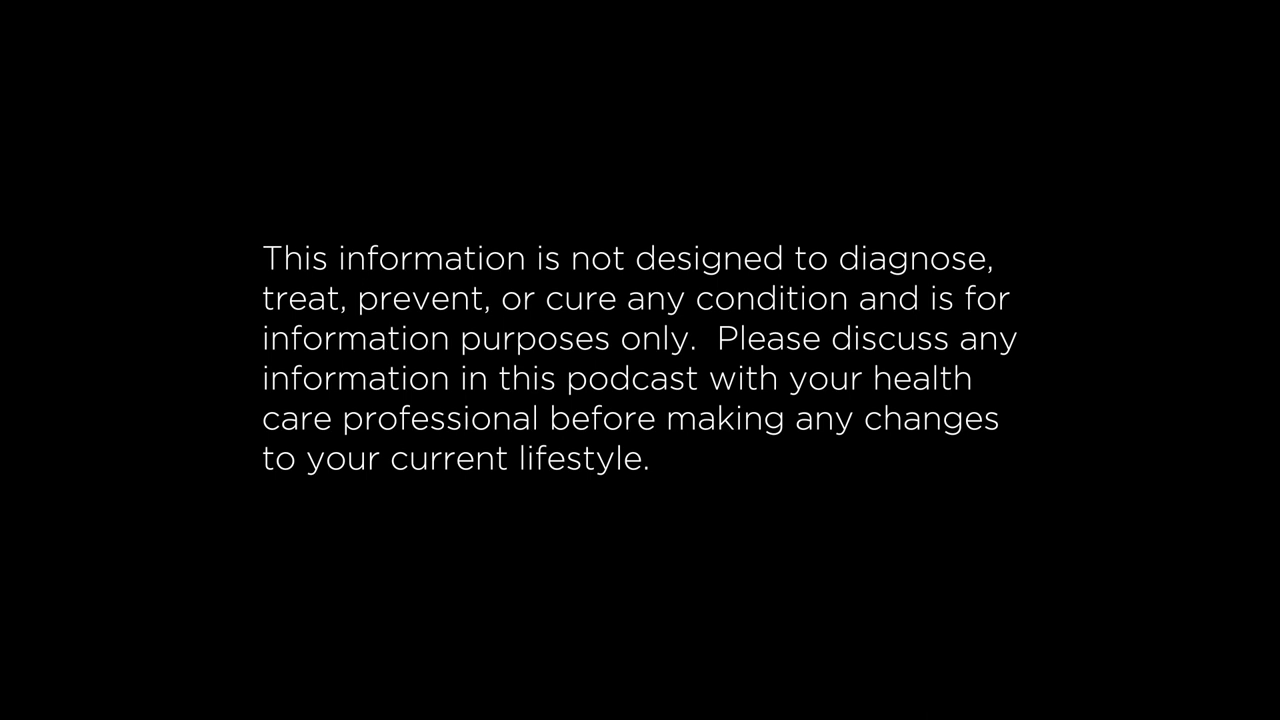 This information is not designed to diagnose,
treat, prevent, or cure any condition and is for
information purposes only.  Please discuss any
information in this podcast with your health
care professional before making any changes
to your current lifestyle.